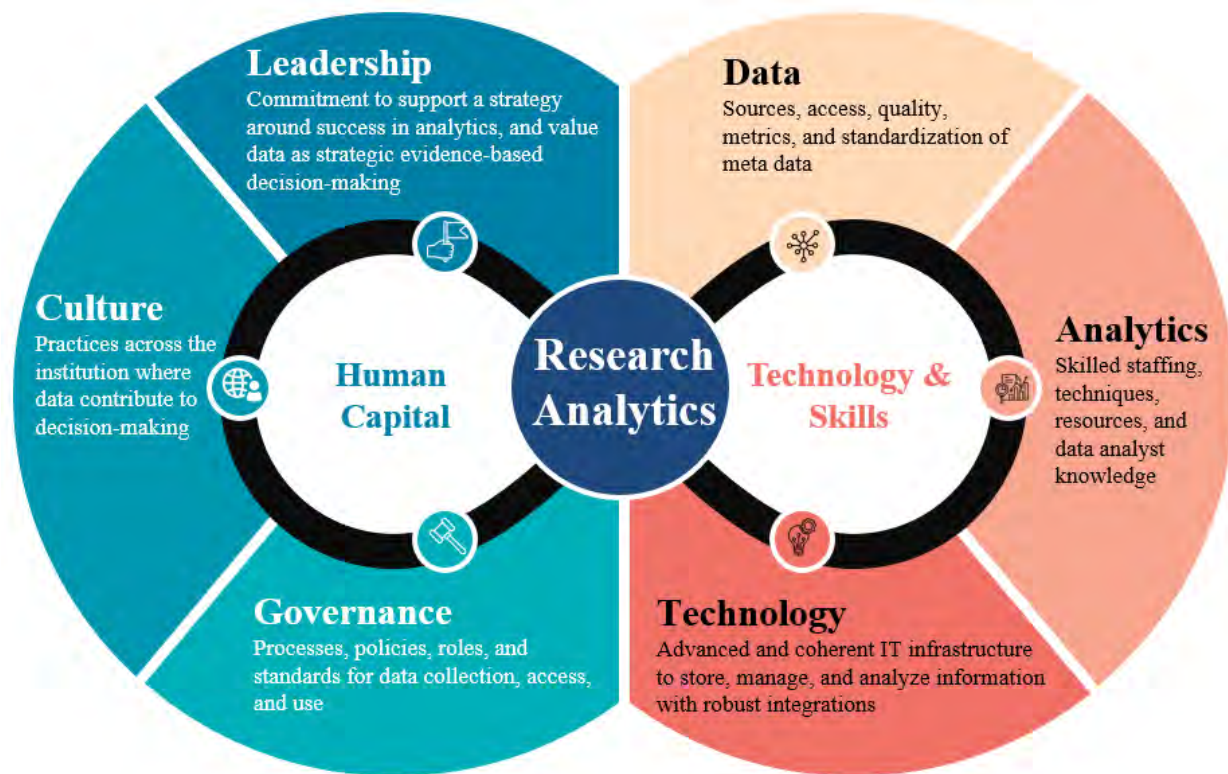 Leadership
Commitment to support a strategy
around success in analytics, and value
data as strategic evidence-based
decision-making
Data
Sources, access, quality,
metrics, and standardization of
meta data
Culture
Practices across the
institution where
data contribute to
decision-making
Human
Capital
Research
Analytics
Technology &
Skills
Analytics
Skilled staffing,
techniques,
resources, and
data analyst
knowledge
Governance
Processes, policies, roles, and
standards for data collection, access,
and use
Technology
Advanced and coherent IT infrastructure
to store, manage, and analyze information
with robust integrations